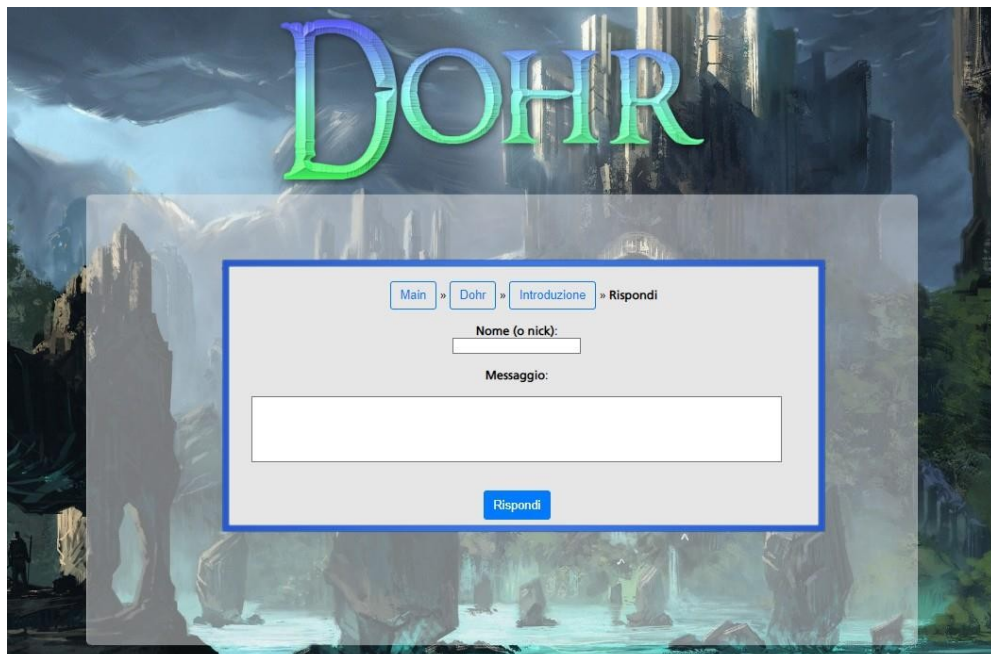 DOHR
Main » Dohr » Introduzione » Rispondi
Nome (o nick):
Messaggio:
Rispondi